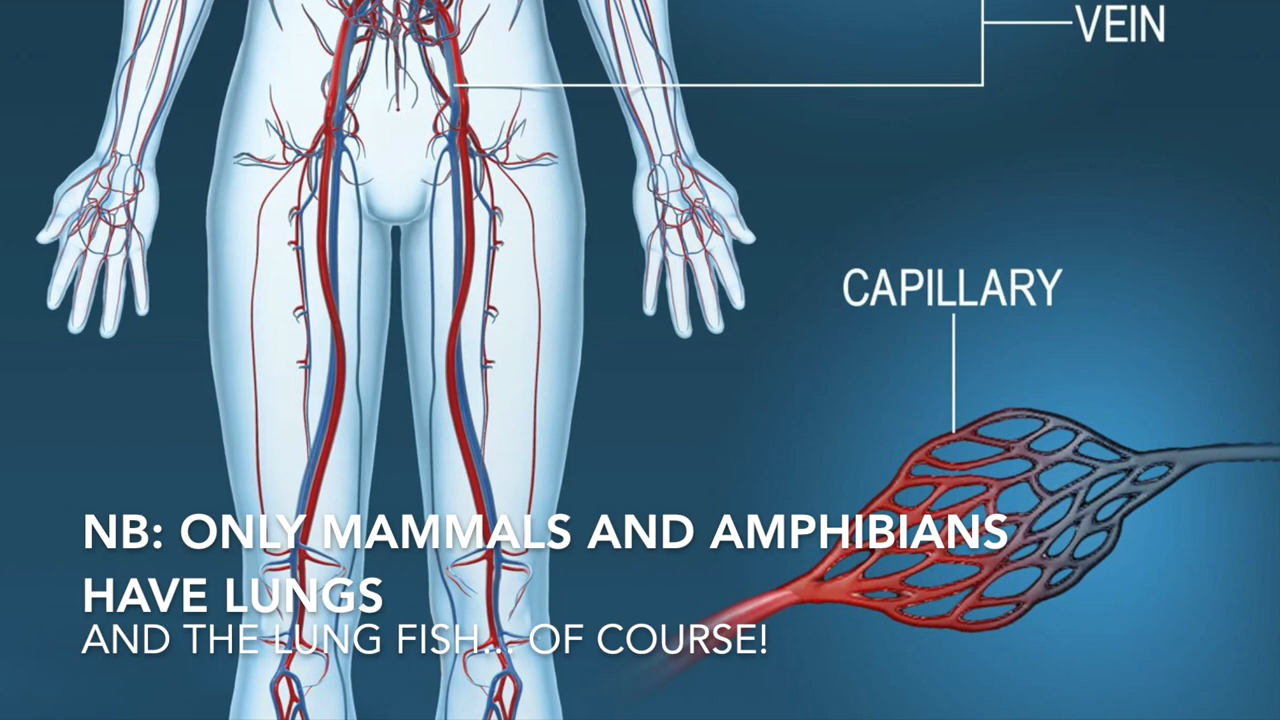 VEIN
CAPILLARY
NB: ONLY MAMMALS AND AMPHIBIANS
HAVE LUNGS
AND THE LUNG FISH... OF COURSE!